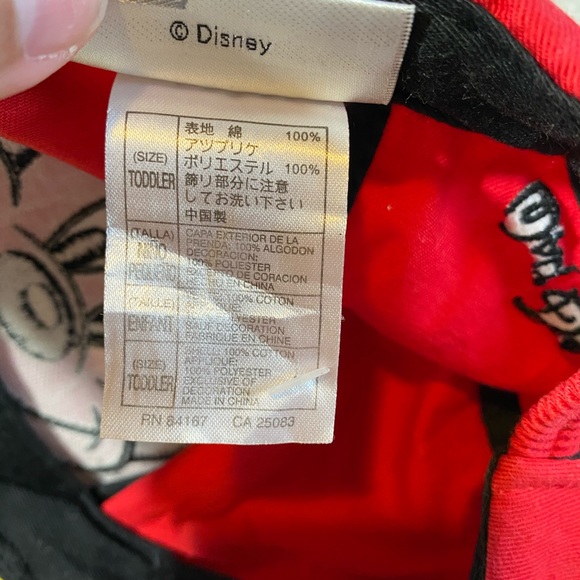 © Disney
(SIZE)
TODDLER
表地 綿 100%
アップリケ
ポリエステル 100%
飾り部分に注意
してお洗い下さい
中国製
(TALLA)
NIÑO
PEQUEÑO
CAPA EXTERIOR DE LA
PRENDA: 100% ALGODON
DECORACION:
100% POLYESTER
EXCEPTO DE CORACION
HECHO EN CHINA
(TAILLE)
ENFANT
100% COTON
POLYESTER
SAUF DECORATION
FABRIQUE EN CHINE
(SIZE)
TODDLER
100% COTTON
APPLIQUE:
100% POLYESTER
EXCLUSIVE OF
DECORATION
MADE IN CHINA
RN 84167 CA 25083